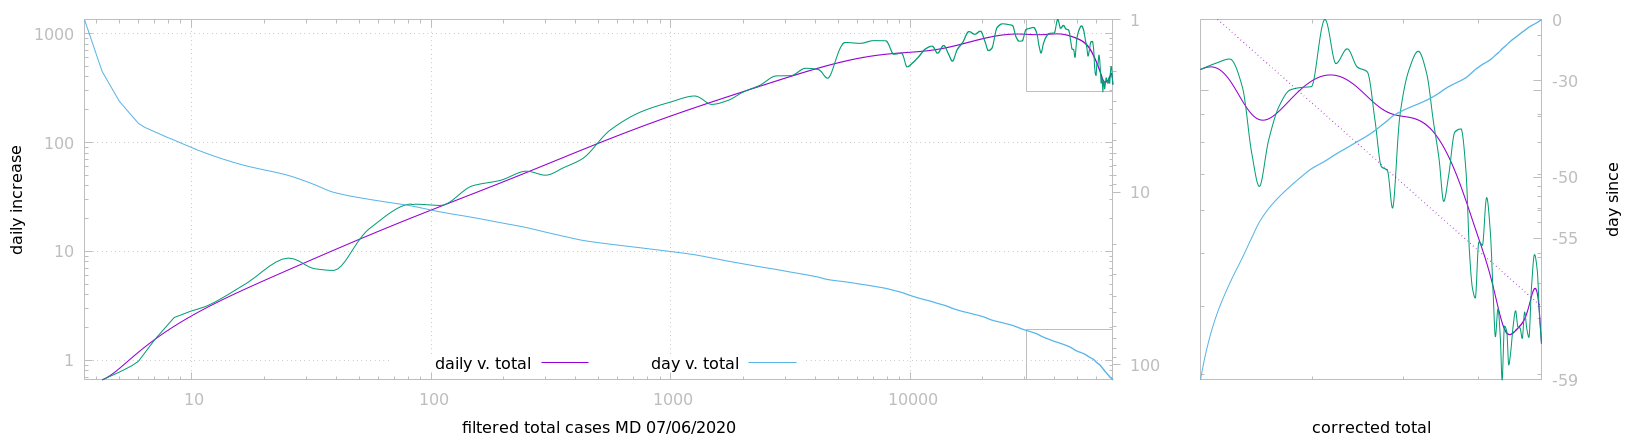 1000
100
10
1
daily increase
daily v. total
day v. total
10
100
1000
10000
filtered total cases MD 07/06/2020
1
10
100
0
-30
-50
-55
-59
day since
corrected total